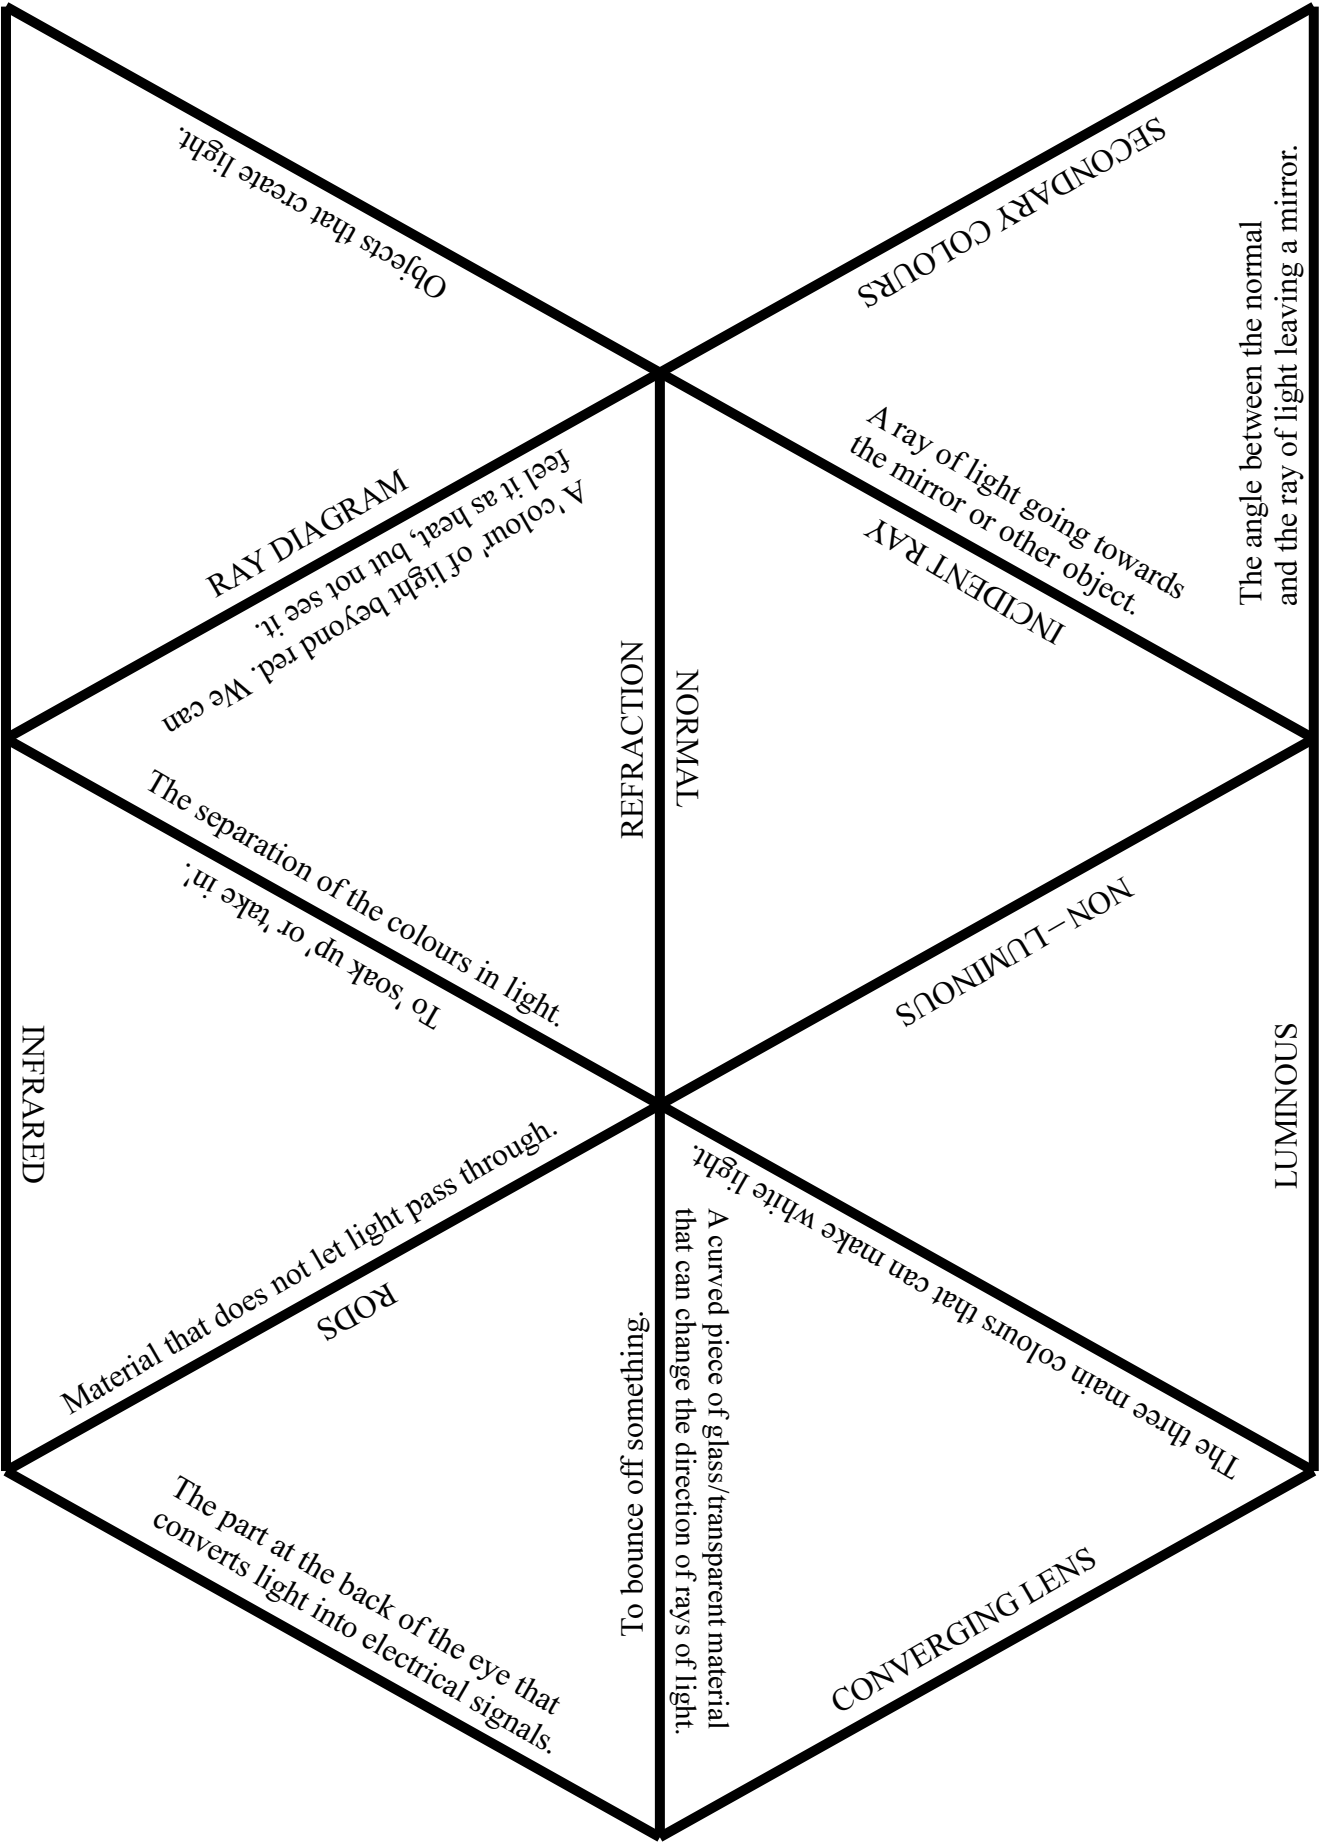 Objects that create light.
SECONDARY COLOURS
The angle between the normal
and the ray of light leaving a mirror.
RAY DIAGRAM
A ray of light going towards
the mirror or other object.
A 'colour' of light beyond red. We can
feel it as heat, but not see it.
INCIDENT RAY
REFRACTION
NORMAL
The separation of the colours in light.
To 'soak up' or 'take in'.
NON–LUMINOUS
INFRARED
LUMINOUS
Material that does not let light pass through.
The three main colours that can make white light.
RODS
To bounce off something.
A curved piece of glass/transparent material
that can change the direction of rays of light.
The part at the back of the eye that
converts light into electrical signals.
CONVERGING LENS